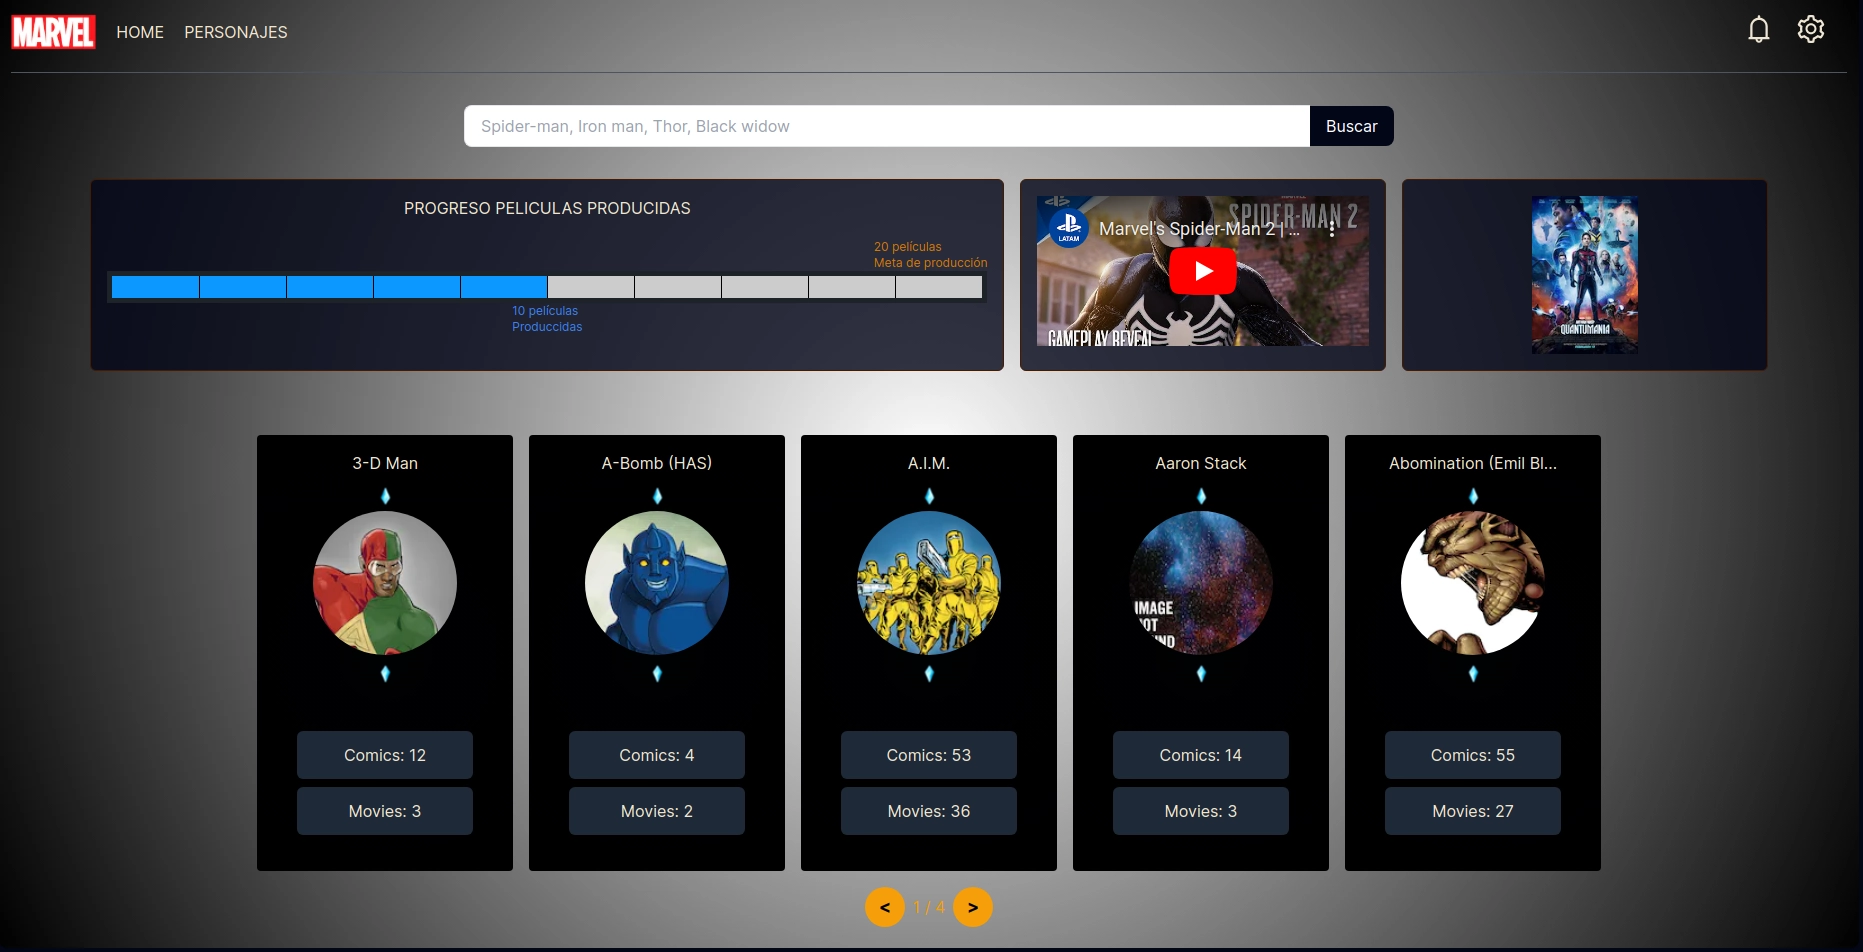 MARVEL
HOME
PERSONAJES
Spider-man, Iron man, Thor, Black widow
Buscar
PROGRESO PELICULAS PRODUCIDAS
20 películas
Meta de producción
10 películas
Produccidas
SPIDER-MAN 2
LATAM
Marvel's Spider-Man 2 | ...
GAMEPLAY REVEAL
QUANTUMANIA
3-D Man
A-Bomb (HAS)
A.I.M.
Aaron Stack
Abomination (Emil Bl...
IMAGE
OT
ND
Comics: 12
Comics: 4
Comics: 53
Comics: 14
Comics: 55
Movies: 3
Movies: 2
Movies: 36
Movies: 3
Movies: 27
<
1 / 4
>